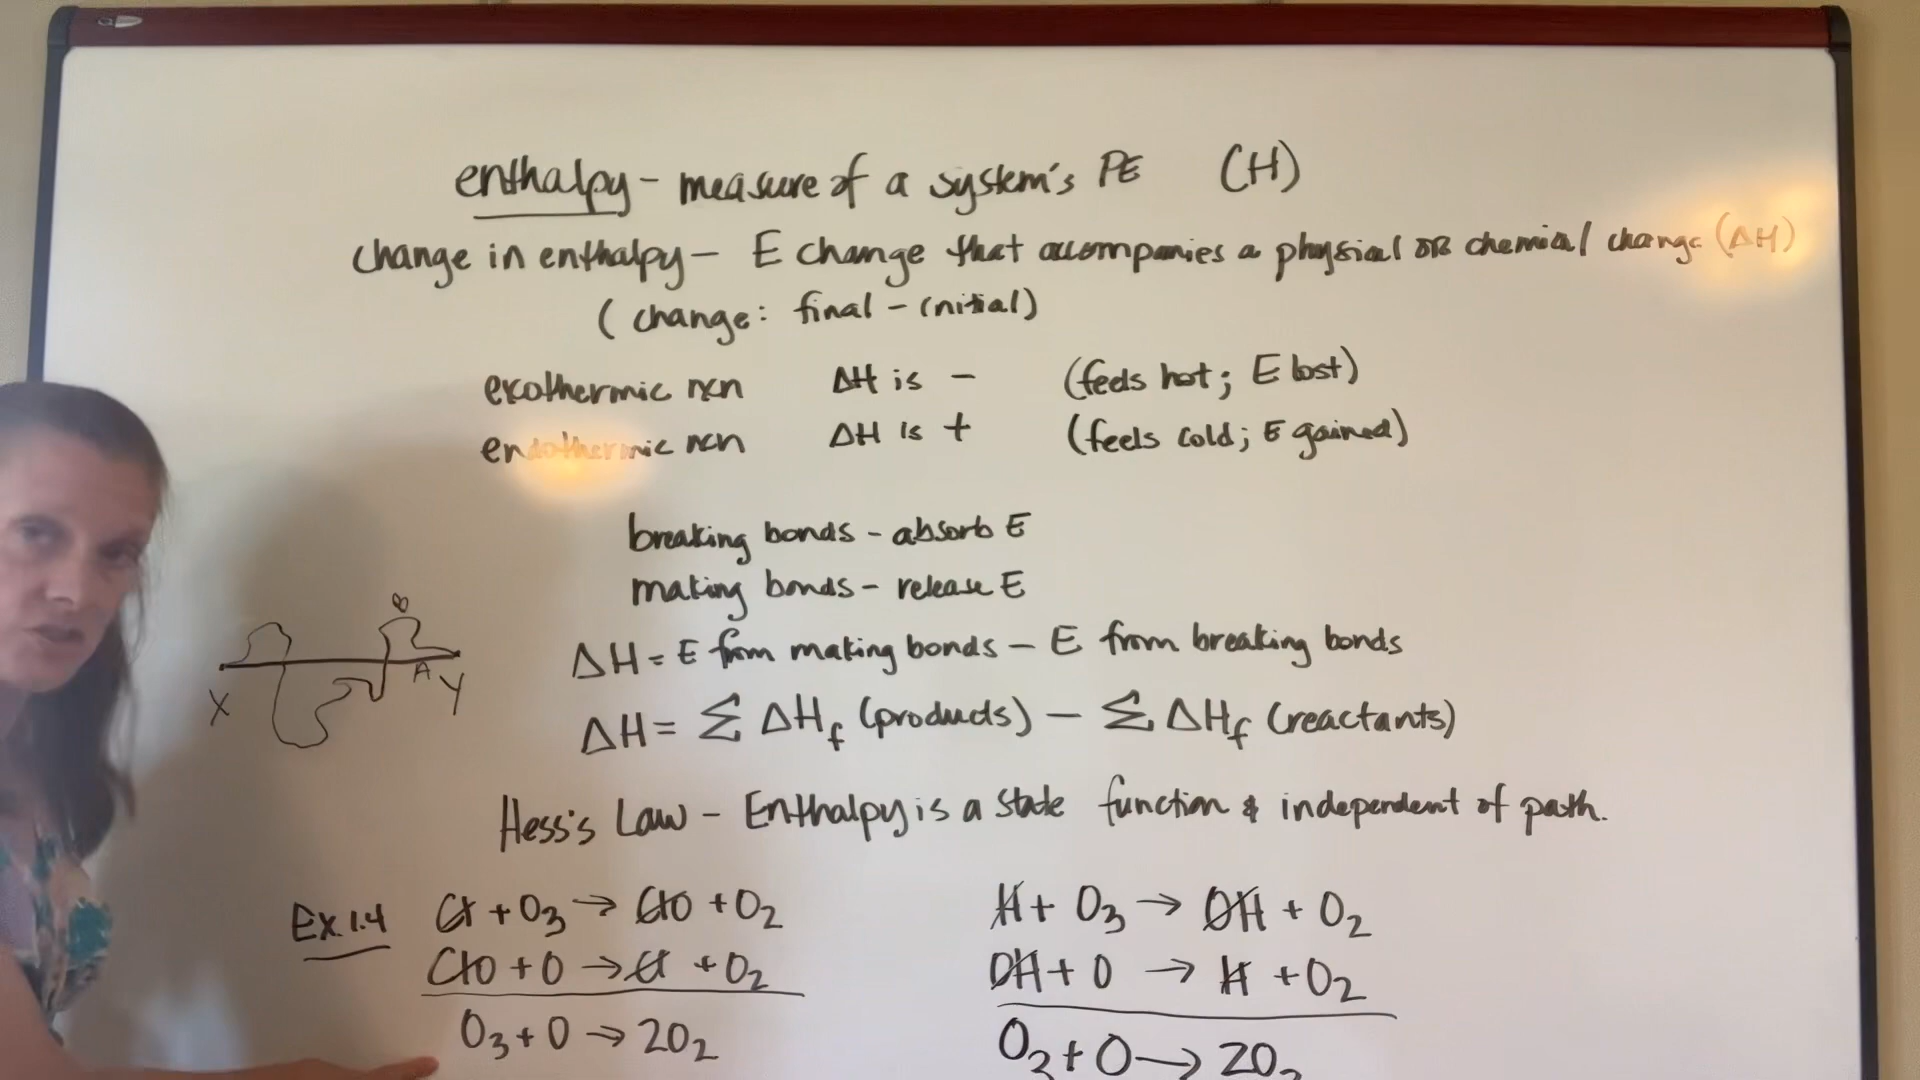 enthalpy - measure of a system's PE (H)
change in enthalpy - E change that accompanies a physical OR chemical change (ΔH)
(change: final - initial)
exothermic rxn ΔH is - (feels hot; E lost)
endothermic rxn ΔH is + (feels cold; E gained)
breaking bonds - absorb E
making bonds - release E
ΔH = E from making bonds - E from breaking bonds
X A Y
ΔH = Σ ΔHf (products) - Σ ΔHf (reactants)
Hess's Law - Enthalpy is a state function & independent of path.
Ex. 1.4 Cl + O3 → ClO + O2 H + O3 → OH + O2
ClO + O → Cl + O2 OH + O → H + O2
O3 + O → 2O2 O3 + O → 2O2